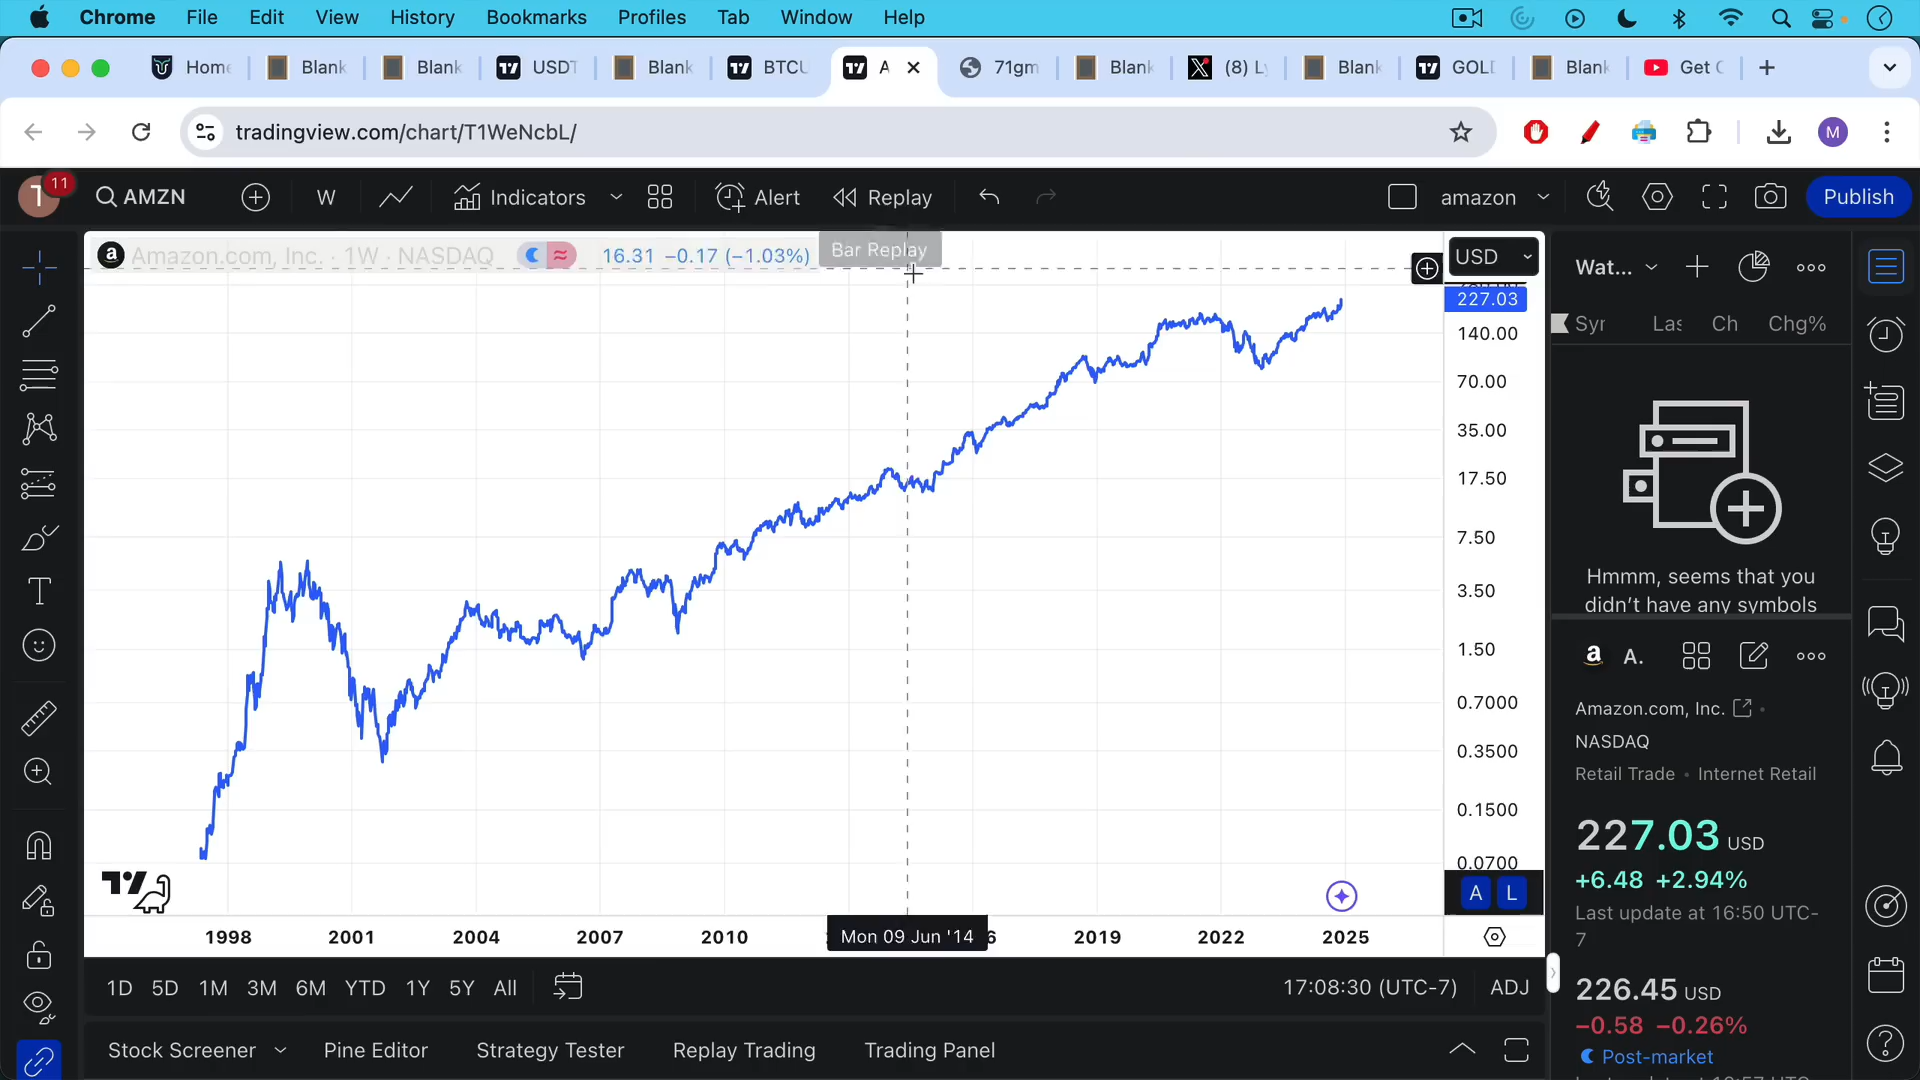 Chrome File Edit View History Bookmarks Profiles Tab Window Help
Home Blank Blank USDT Blank BTCU A 71gm Blank (8) Ly Blank GOLD Blank Get
tradingview.com/chart/T1WeNcbL/ M
T 11 AMZN W Indicators Alert Replay amazon Publish
a Amazon.com, Inc. · 1W · NASDAQ 16.31 −0.17 (−1.03%) Bar Replay USD
Wat...
227.03
Syr Las Ch Chg%
140.00
70.00
35.00
17.50
7.50
3.50
1.50
0.7000
0.3500
0.1500
0.0700
A L
Hmmm, seems that you
didn’t have any symbols
a A.
Amazon.com, Inc.
NASDAQ
Retail Trade • Internet Retail
227.03 USD
+6.48 +2.94%
Last update at 16:50 UTC-
7
226.45 USD
−0.58 −0.26%
Post-market
1998 2001 2004 2007 2010 Mon 09 Jun '14 6 2019 2022 2025
1D 5D 1M 3M 6M YTD 1Y 5Y All 17:08:30 (UTC-7) ADJ
Stock Screener Pine Editor Strategy Tester Replay Trading Trading Panel